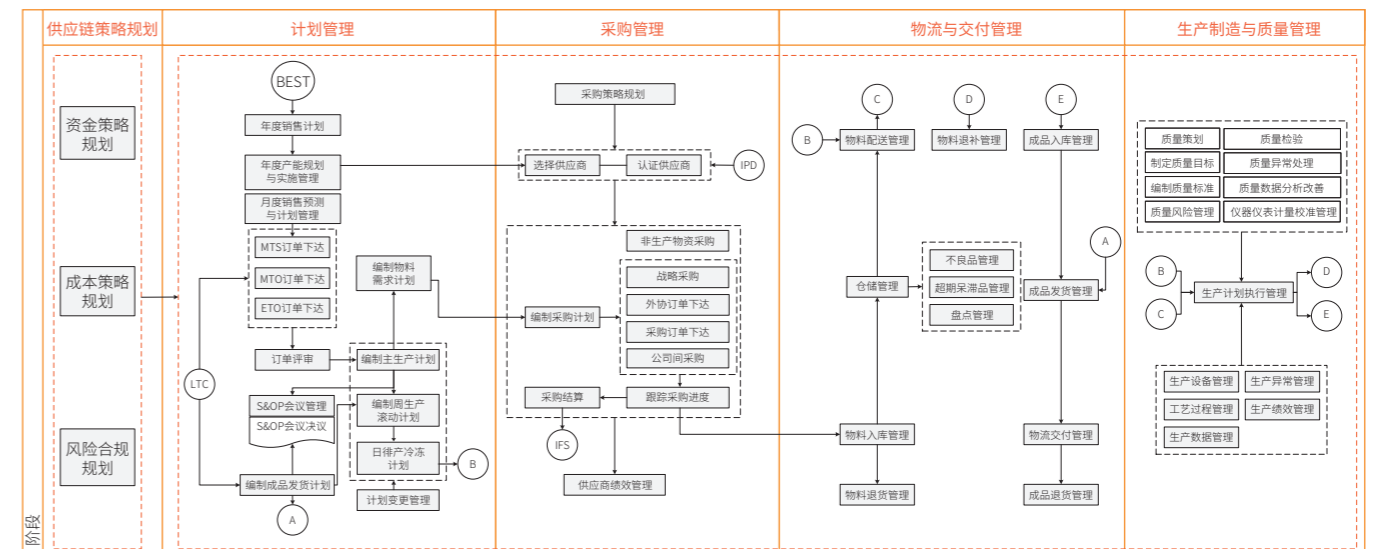 供应链策略规划
计划管理
采购管理
物流与交付管理
生产制造与质量管理
阶段
资金策略
规划
成本策略
规划
风险合规
规划
BEST
年度销售计划
年度产能规划
与实施管理
月度销售预测
与计划管理
MTS订单下达
MTO订单下达
ETO订单下达
编制物料
需求计划
订单评审
编制主生产计划
LTC
S&OP会议管理
S&OP会议决议
编制周生产
滚动计划
日排产冷冻
计划
B
编制成品发货计划
计划变更管理
A
采购策略规划
选择供应商
认证供应商
IPD
非生产物资采购
战略采购
外协订单下达
编制采购计划
采购订单下达
公司间采购
采购结算
跟踪采购进度
IFS
供应商绩效管理
C
D
E
B
物料配送管理
物料退补管理
成品入库管理
A
不良品管理
仓储管理
超期呆滞品管理
成品发货管理
盘点管理
物料入库管理
物流交付管理
物料退货管理
成品退货管理
质量策划
质量检验
制定质量目标
质量异常处理
编制质量标准
质量数据分析改善
质量风险管理
仪器仪表计量校准管理
B
D
生产计划执行管理
C
E
生产设备管理
生产异常管理
工艺过程管理
生产绩效管理
生产数据管理